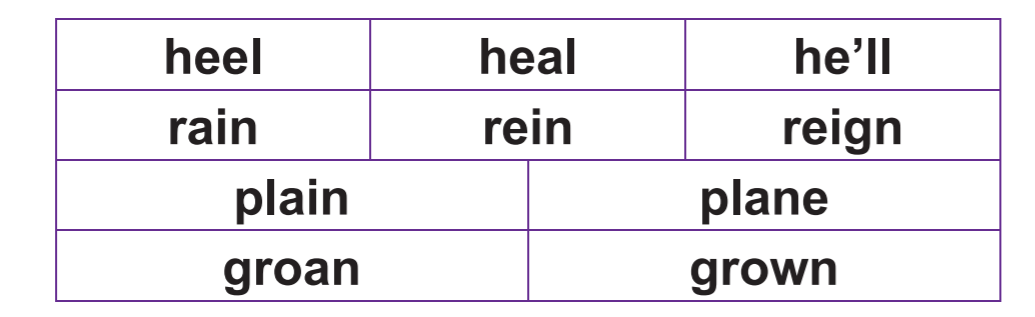 heel heal he’ll
rain rein reign
plain plane
groan grown